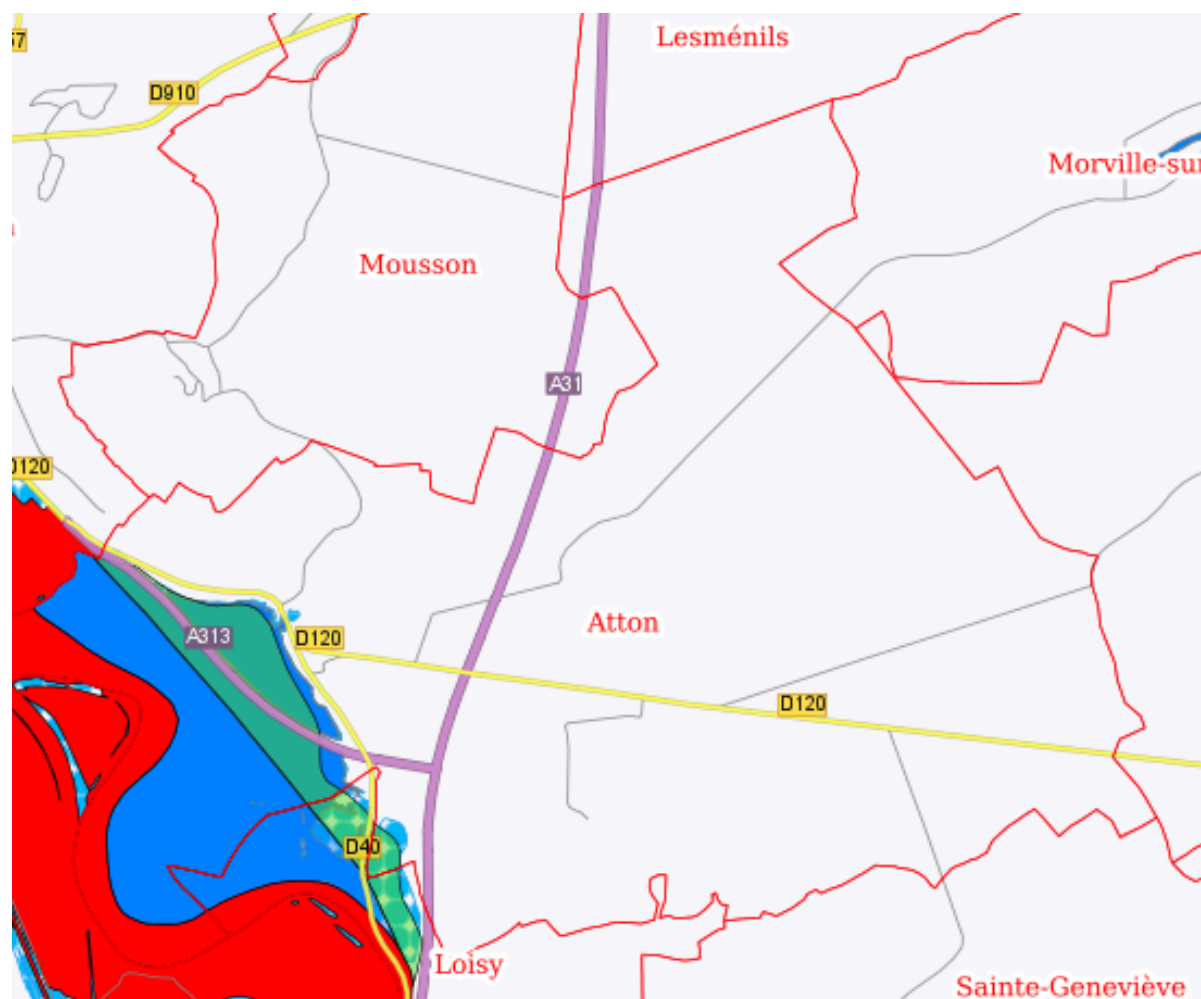 Lesménils
D910
Morville-sur
Mousson
A31
D120
Atton
A313
D120
D120
D40
Loisy
Sainte-Geneviève